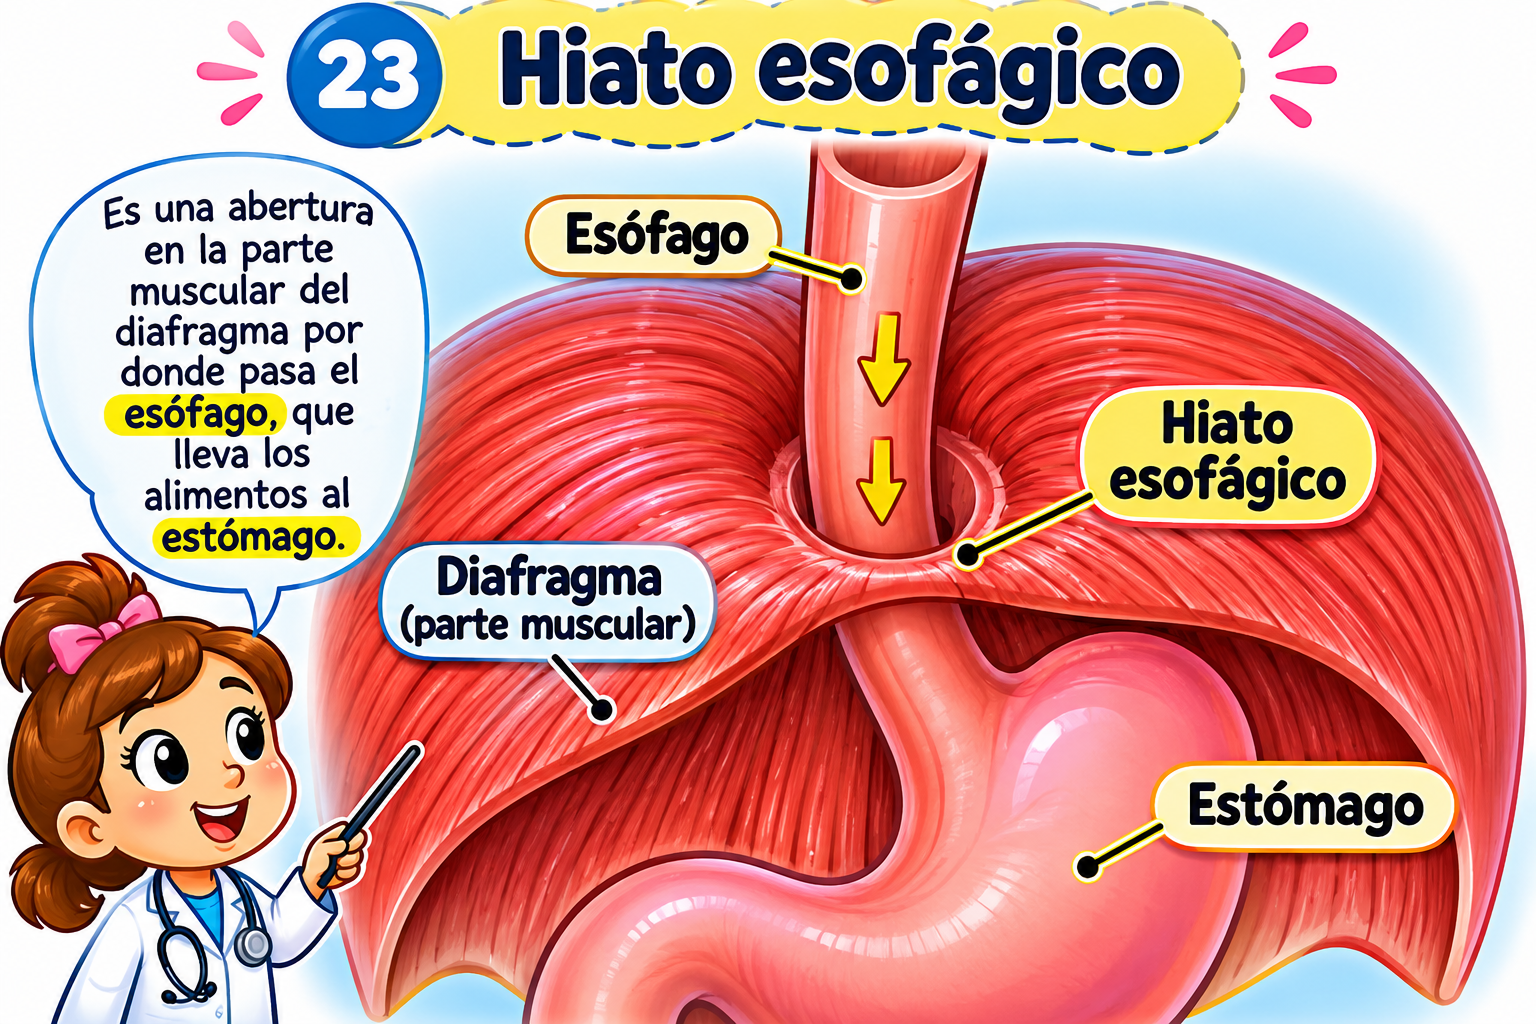 23 Hiato esofágico
Es una abertura
en la parte
muscular del
diafragma por
donde pasa el
esófago, que
lleva los
alimentos al
estómago.
Esófago
Hiato
esofágico
Diafragma
(parte muscular)
Estómago